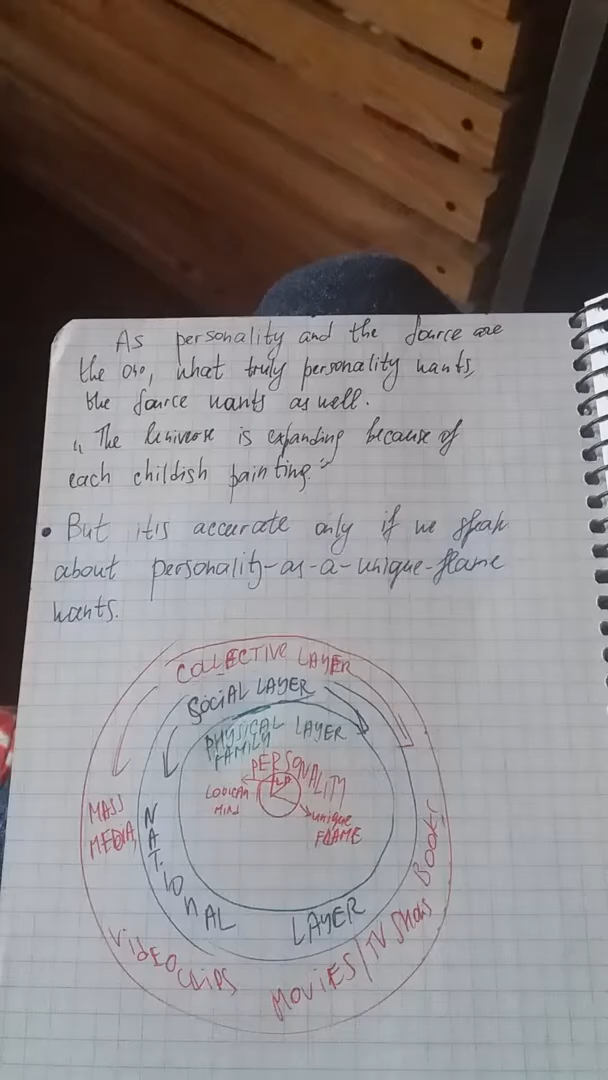 As personality and the Source are
the one, what truly personality wants,
the Source wants as well.
"The Universe is expanding because of
each childish painting."
• But it is accurate only if we speak
about personality-as-a-unique-flame
wants.
COLLECTIVE LAYER
SOCIAL LAYER
PHYSICAL LAYER
FAMILY
PERSONALITY
LOGICAL
MIND
unique
FLAME
MASS
MEDIA
NATIONAL LAYER
VIDEOCLIPS
MOVIES/TV SHOWS
BOOKS